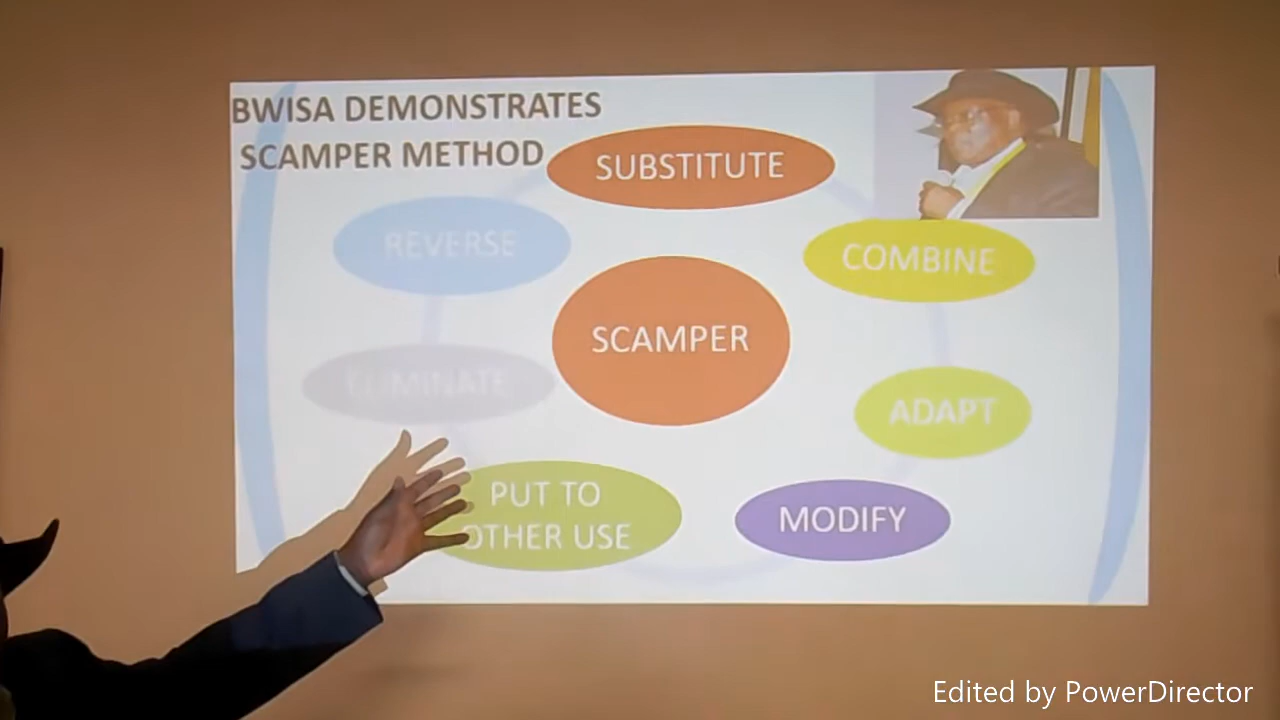 BWISA DEMONSTRATES
SCAMPER METHOD
SUBSTITUTE
REVERSE
COMBINE
SCAMPER
ELIMINATE
ADAPT
PUT TO
OTHER USE
MODIFY
Edited by PowerDirector